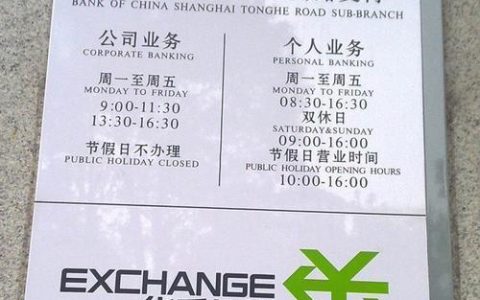 BANK OF CHINA SHANGHAI TONGHE ROAD SUB-BRANCH
公司业务
CORPORATE BANKING
周一至周五
MONDAY TO FRIDAY
9:00-11:30
13:30-16:30
节假日不办理
PUBLIC HOLIDAY CLOSED
个人业务
PERSONAL BANKING
周一至周五
MONDAY TO FRIDAY
08:30-16:30
双休日
SATURDAY&SUNDAY
09:00-16:00
节假日营业时间
PUBLIC HOLIDAY OPENING HOURS
10:00-16:00
EXCHANGE